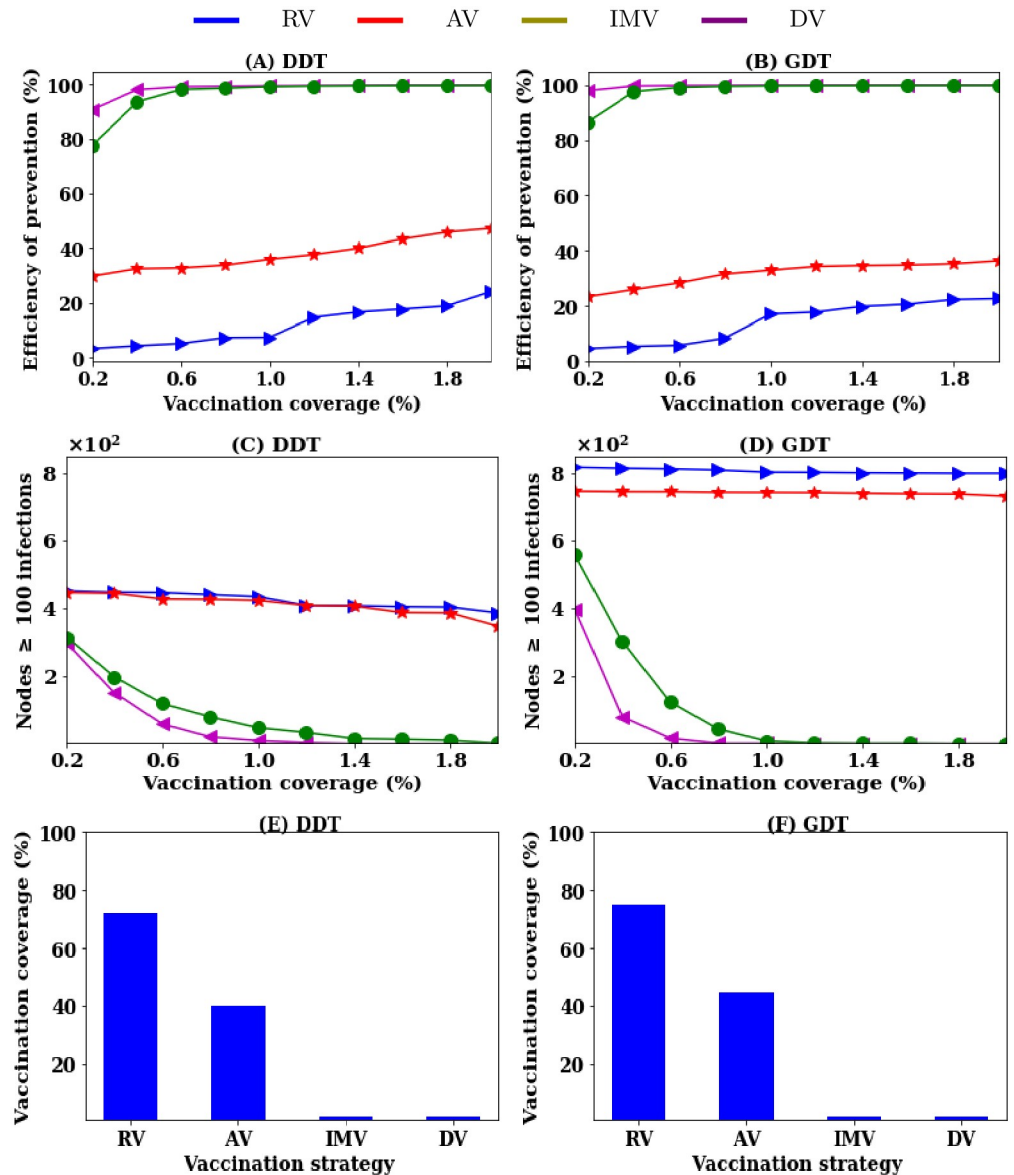 RV AV IMV DV
(A) DDT
Efficiency of prevention (%)
100
80
60
40
20
0
0.2 0.6 1.0 1.4 1.8
Vaccination coverage (%)
(B) GDT
Efficiency of prevention (%)
100
80
60
40
20
0
0.2 0.6 1.0 1.4 1.8
Vaccination coverage (%)
×10²
(C) DDT
Nodes ≥ 100 infections
8
6
4
2
0.2 0.6 1.0 1.4 1.8
Vaccination coverage (%)
×10²
(D) GDT
Nodes ≥ 100 infections
8
6
4
2
0.2 0.6 1.0 1.4 1.8
Vaccination coverage (%)
(E) DDT
Vaccination coverage (%)
100
80
60
40
20
RV AV IMV DV
Vaccination strategy
(F) GDT
Vaccination coverage (%)
100
80
60
40
20
RV AV IMV DV
Vaccination strategy